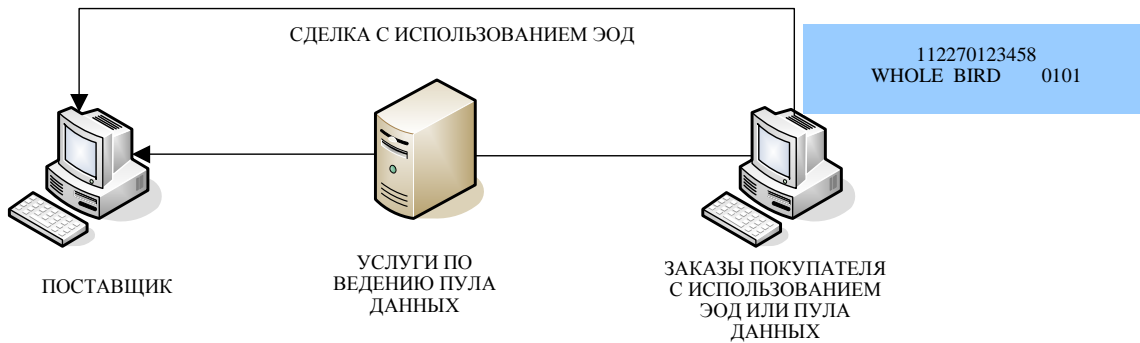 СДЕЛКА С ИСПОЛЬЗОВАНИЕМ ЭОД
112270123458
WHOLE BIRD 0101
ПОСТАВЩИК
УСЛУГИ ПО
ВЕДЕНИЮ ПУЛА
ДАННЫХ
ЗАКАЗЫ ПОКУПАТЕЛЯ
С ИСПОЛЬЗОВАНИЕМ
ЭОД ИЛИ ПУЛА
ДАННЫХ